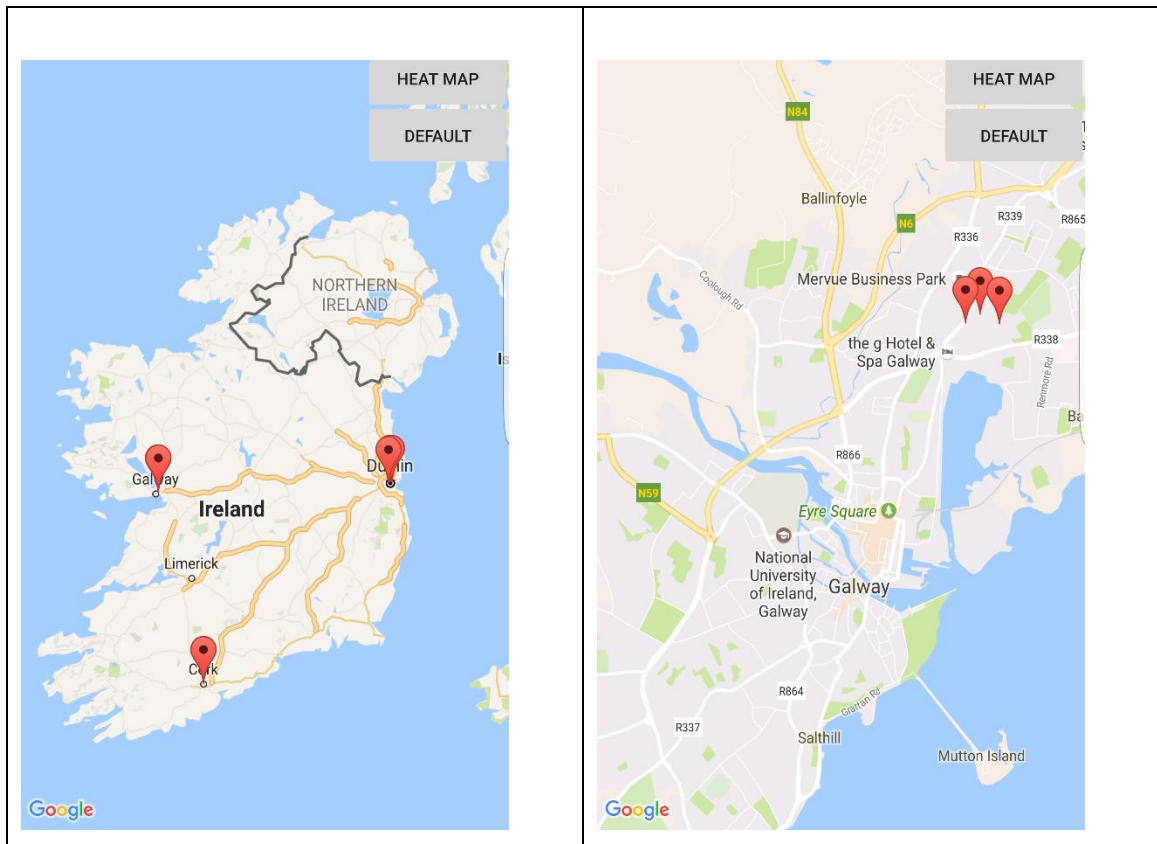 HEAT MAP
DEFAULT
NORTHERN
IRELAND
Galway
Dublin
Ireland
Limerick
Cork
Google
HEAT MAP
DEFAULT
N84
Ballinfoyle
N6
R339
R336
R865
Coolough Rd
Mervue Business Park
the g Hotel &
Spa Galway
R338
Renmore Rd
Ba
R866
N59
Eyre Square
National
University
of Ireland,
Galway
Galway
R864
Grattan Rd
R337
Salthill
Mutton Island
Google